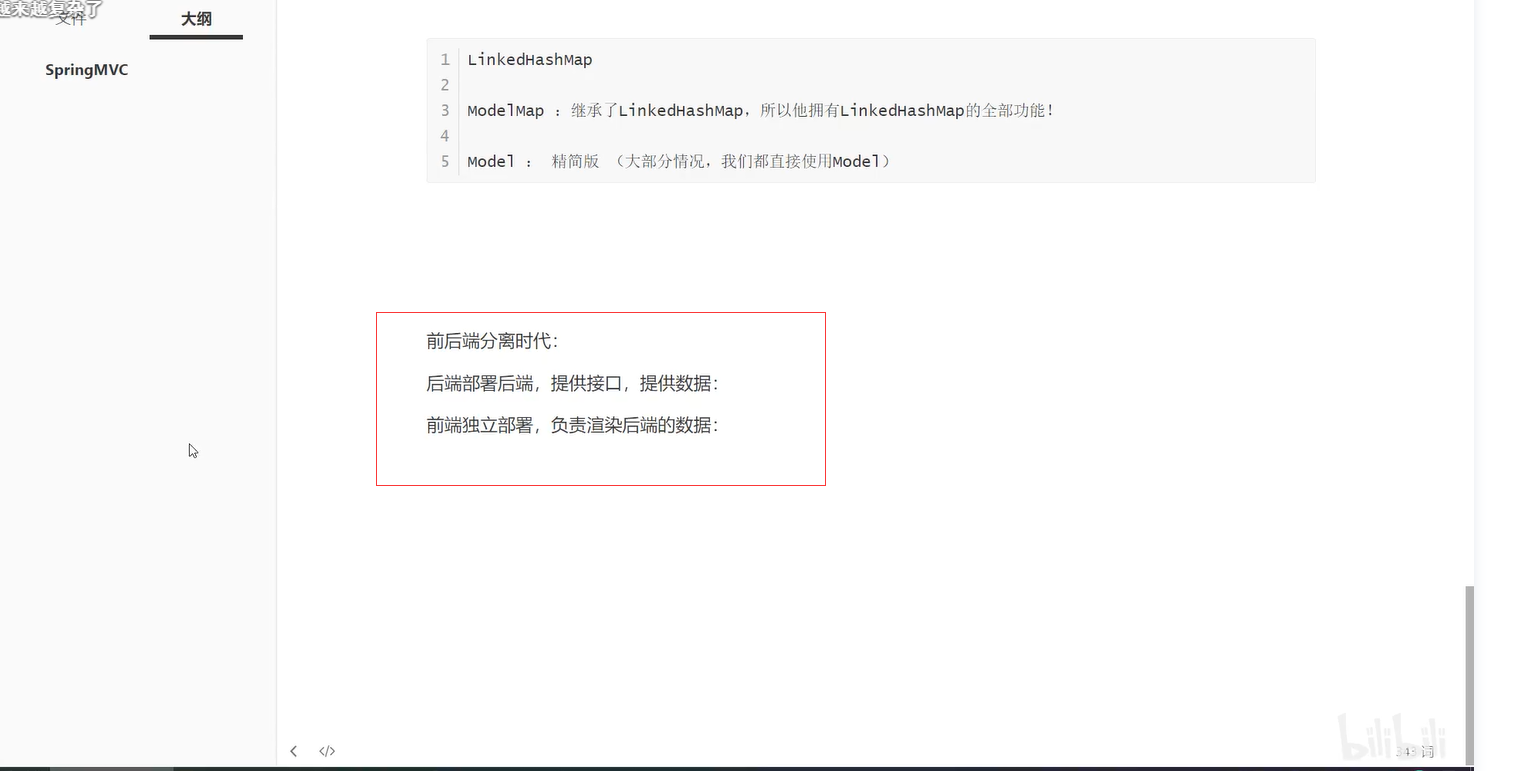 越来越复杂了
文件
大纲
SpringMVC
1 LinkedHashMap
2
3 ModelMap : 继承了LinkedHashMap,所以他拥有LinkedHashMap的全部功能!
4
5 Model : 精简版 (大部分情况,我们都直接使用Model)
前后端分离时代:
后端部署后端,提供接口,提供数据:
前端独立部署,负责渲染后端的数据:
</>
bilibili
343 词